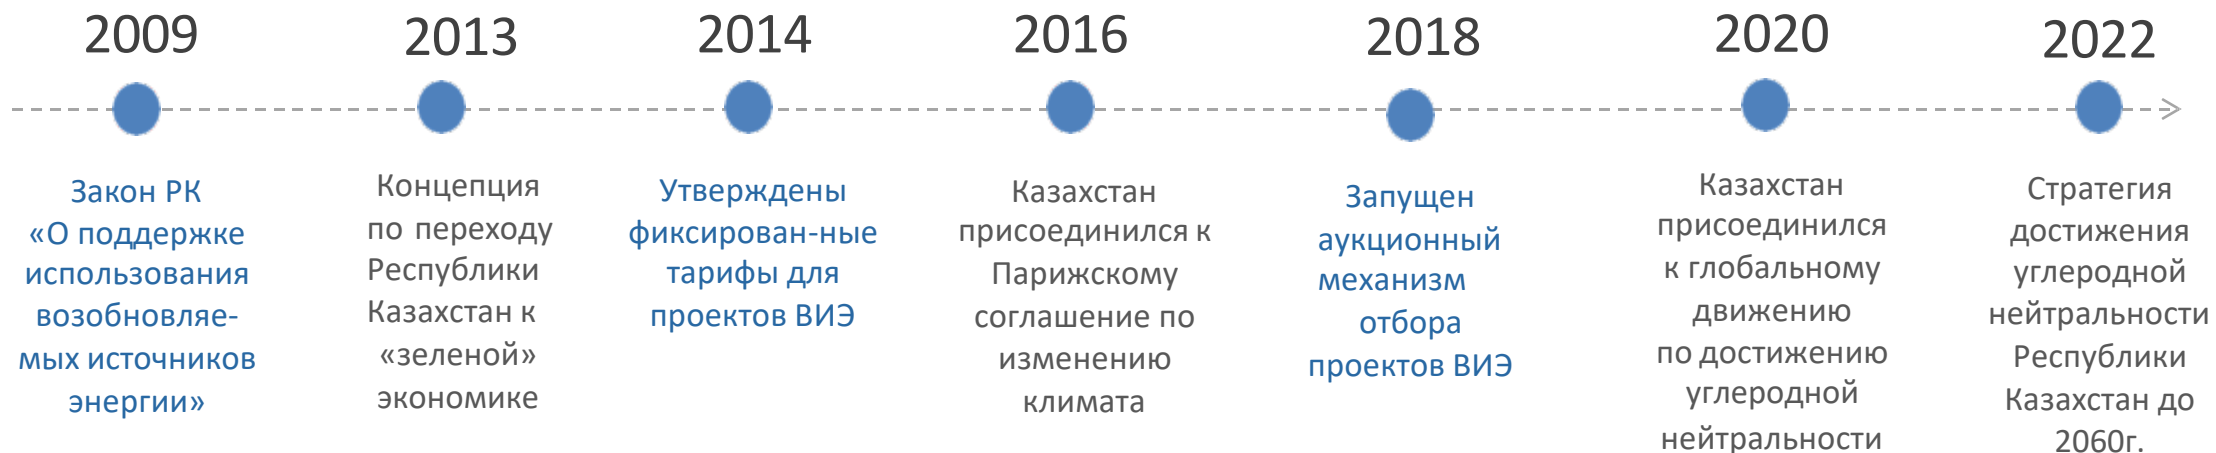 2009
Закон РК
«О поддержке
использования
возобновляе-
мых источников
энергии»
2013
Концепция
по переходу
Республики
Казахстан к
«зеленой»
экономике
2014
Утверждены
фиксирован-ные
тарифы для
проектов ВИЭ
2016
Казахстан
присоединился к
Парижскому
соглашение по
изменению
климата
2018
Запущен
аукционный
механизм
отбора
проектов ВИЭ
2020
Казахстан
присоединился
к глобальному
движению
по достижению
углеродной
нейтральности
2022
Стратегия
достижения
углеродной
нейтральности
Республики
Казахстан до
2060г.